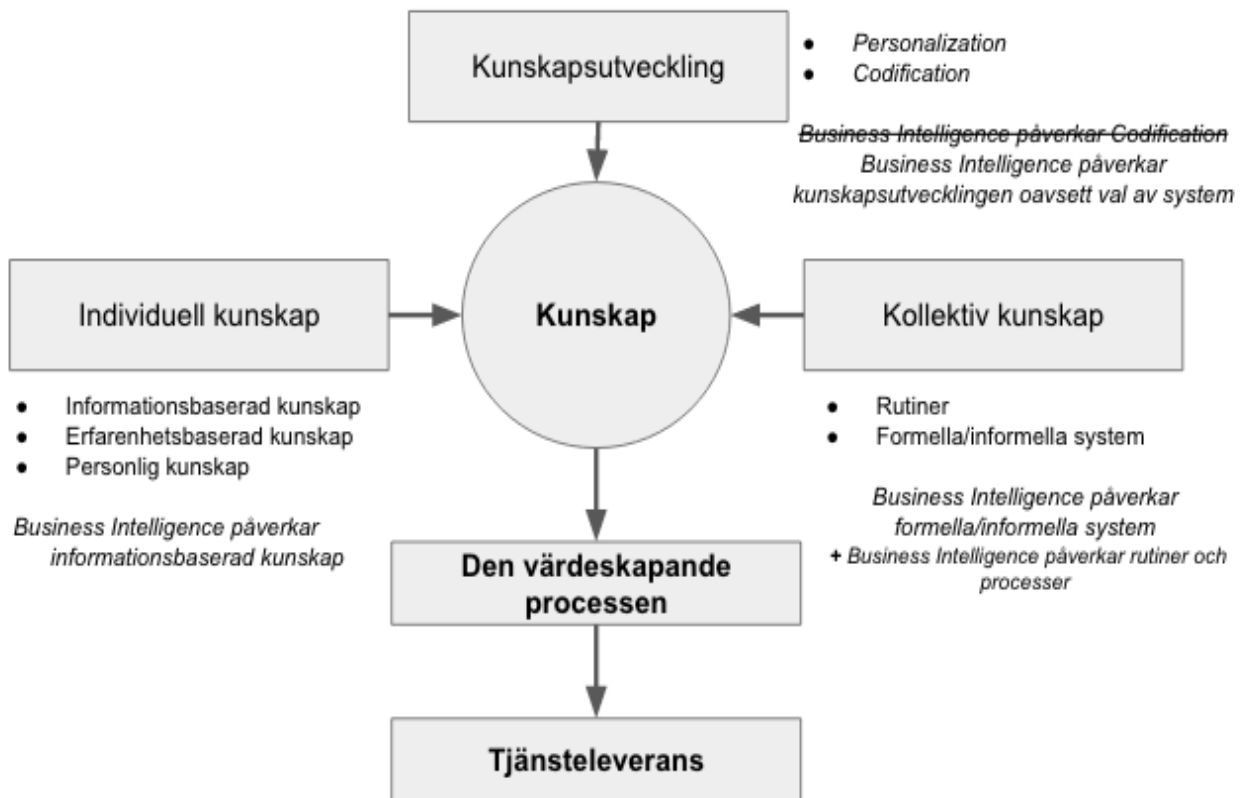 Kunskapsutveckling
● Personalization
● Codification
Business Intelligence påverkar Codification
Business Intelligence påverkar
kunskapsutvecklingen oavsett val av system
Individuell kunskap
Kunskap
Kollektiv kunskap
● Informationsbaserad kunskap
● Erfarenhetsbaserad kunskap
● Personlig kunskap
Business Intelligence påverkar
informationsbaserad kunskap
● Rutiner
● Formella/informella system
Business Intelligence påverkar
formella/informella system
+ Business Intelligence påverkar rutiner och
processer
Den värdeskapande
processen
Tjänsteleverans